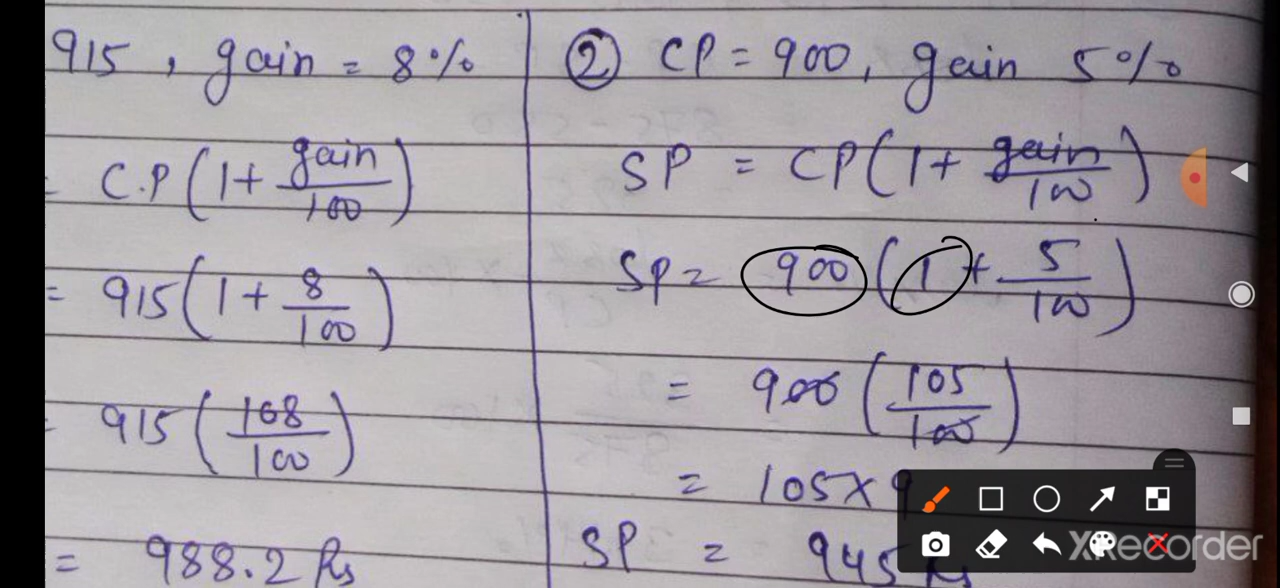 915, gain = 8%
= C.P(1+ gain/100)
= 915(1+ 8/100)
= 915(108/100)
= 988.2 Rs
② CP = 900, gain 5%
SP = CP(1+ gain/100)
SP = 900(1+ 5/100)
= 900(105/100)
= 105×9
SP = 945 Rs
XRecorder